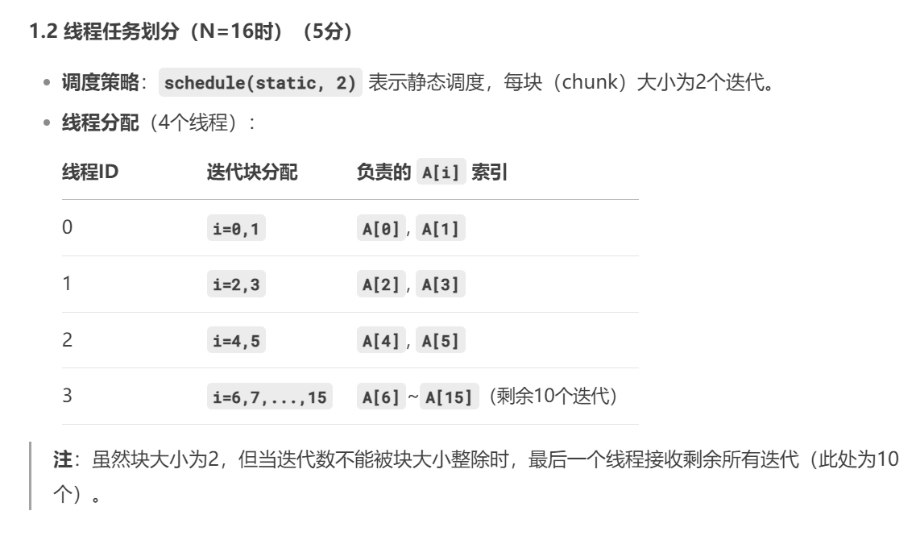 1.2 线程任务划分（N=16时）（5分）
• 调度策略：schedule(static, 2) 表示静态调度，每块（chunk）大小为2个迭代。
• 线程分配（4个线程）：
线程ID 迭代块分配 负责的 A[i] 索引
0 i=0,1 A[0], A[1]
1 i=2,3 A[2], A[3]
2 i=4,5 A[4], A[5]
3 i=6,7,...,15 A[6] ~ A[15]（剩余10个迭代）
注：虽然块大小为2，但当迭代数不能被块大小整除时，最后一个线程接收剩余所有迭代（此处为10
个）。